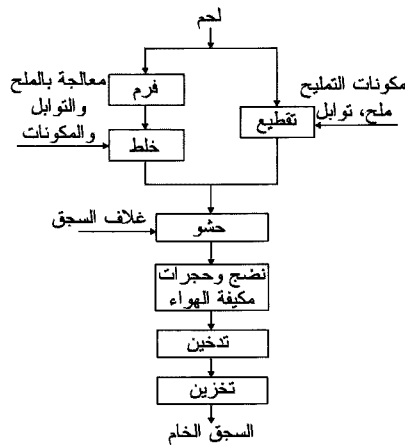 لحم
معالجة بالملح
والتوابل
والمكونات
فرم
خلط
مكونات التمليح
ملح، توابل
تقطيع
غلاف السجق
حشو
نضج وحجرات
مكيفة الهواء
تدخين
تخزين
السجق الخام